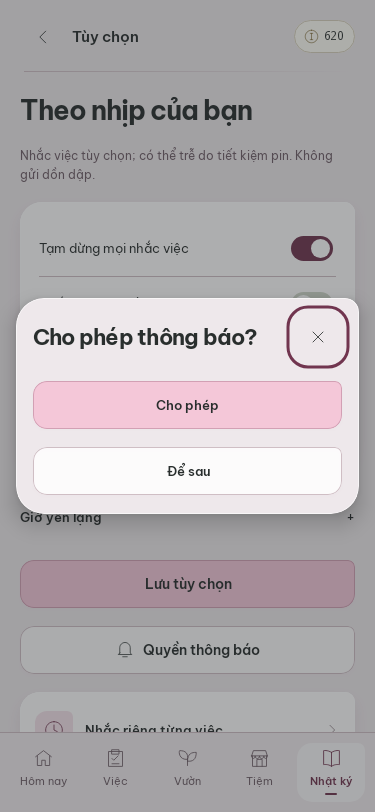 Tùy chọn
620
Theo nhịp của bạn
Nhắc việc tùy chọn; có thể trễ do tiết kiệm pin. Không
gửi dồn dập.
Tạm dừng mọi nhắc việc
Cho phép thông báo?
Cho phép
Để sau
Giờ yên lặng +
Lưu tùy chọn
Quyền thông báo
Nhắc riêng từng việc
Hôm nay
Việc
Vườn
Tiệm
Nhật ký